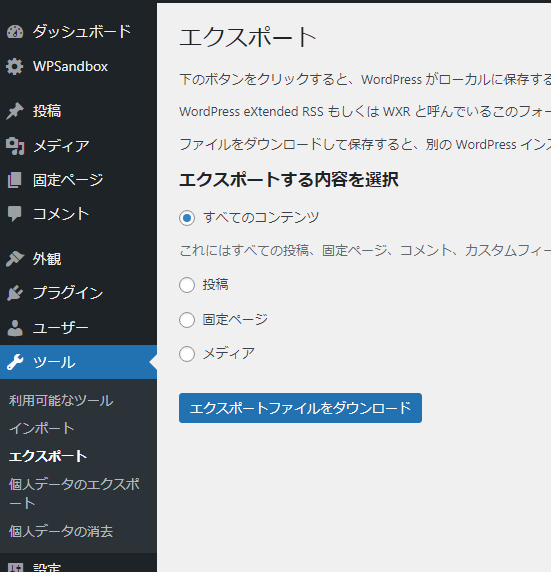 ダッシュボード
WPSandbox
投稿
メディア
固定ページ
コメント
外観
プラグイン
ユーザー
ツール
利用可能なツール
インポート
エクスポート
個人データのエクスポ
ート
個人データの消去
設定
エクスポート
下のボタンをクリックすると、WordPress がローカルに保存する
WordPress eXtended RSS もしくは WXR と呼んでいるこのフォー
ファイルをダウンロードして保存すると、別の WordPress インス
エクスポートする内容を選択
すべてのコンテンツ
これにはすべての投稿、固定ページ、コメント、カスタムフィー
投稿
固定ページ
メディア
エクスポートファイルをダウンロード